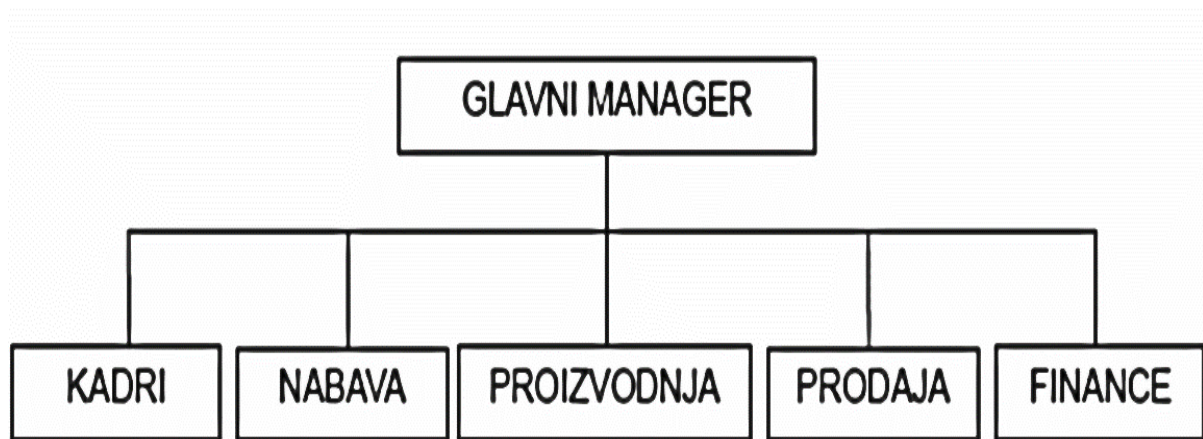 GLAVNI MANAGER
KADRI
NABAVA
PROIZVODNJA
PRODAJA
FINANCE